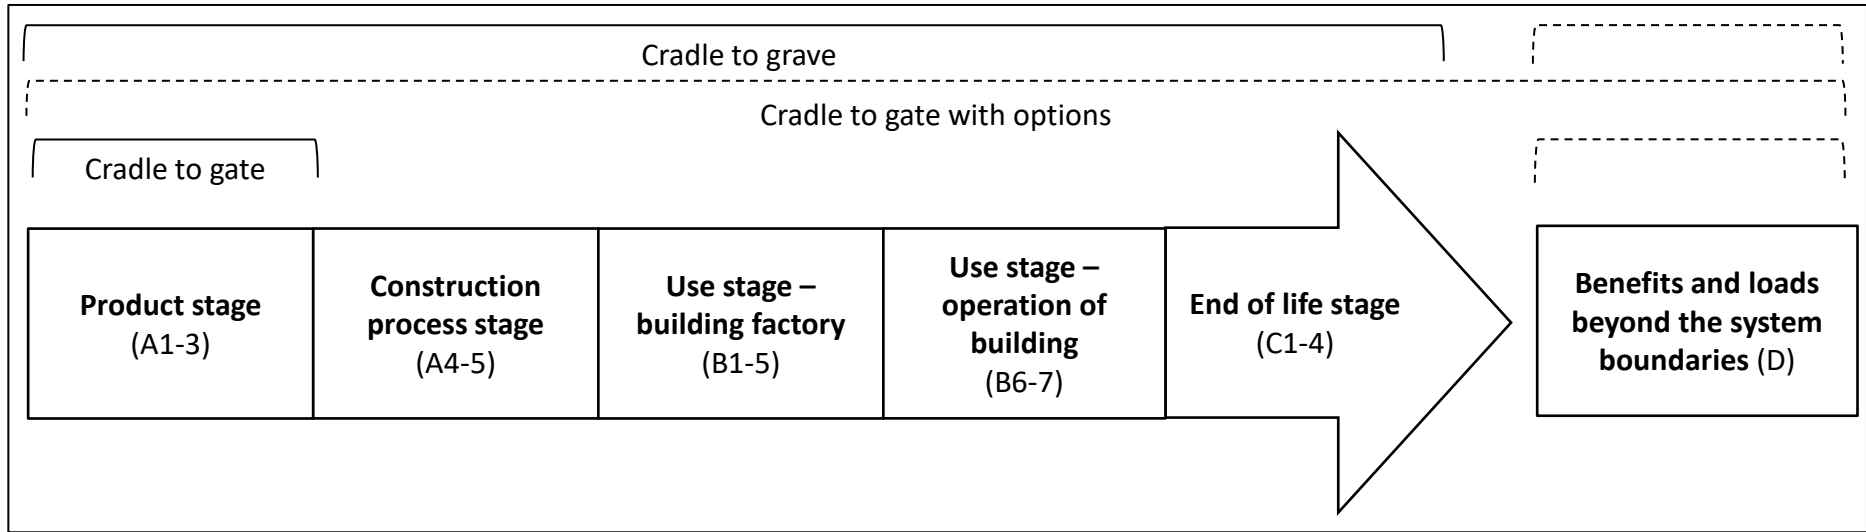 Cradle to grave
Cradle to gate with options
Cradle to gate
Product stage
(A1-3)
Construction
process stage
(A4-5)
Use stage –
building factory
(B1-5)
Use stage –
operation of
building
(B6-7)
End of life stage
(C1-4)
Benefits and loads
beyond the system
boundaries (D)